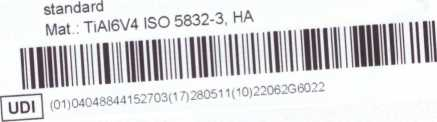 standard
Mat.: TiAl6V4 ISO 5832-3, HA
UDI (01)04048844152703(17)280511(10)22062G6022